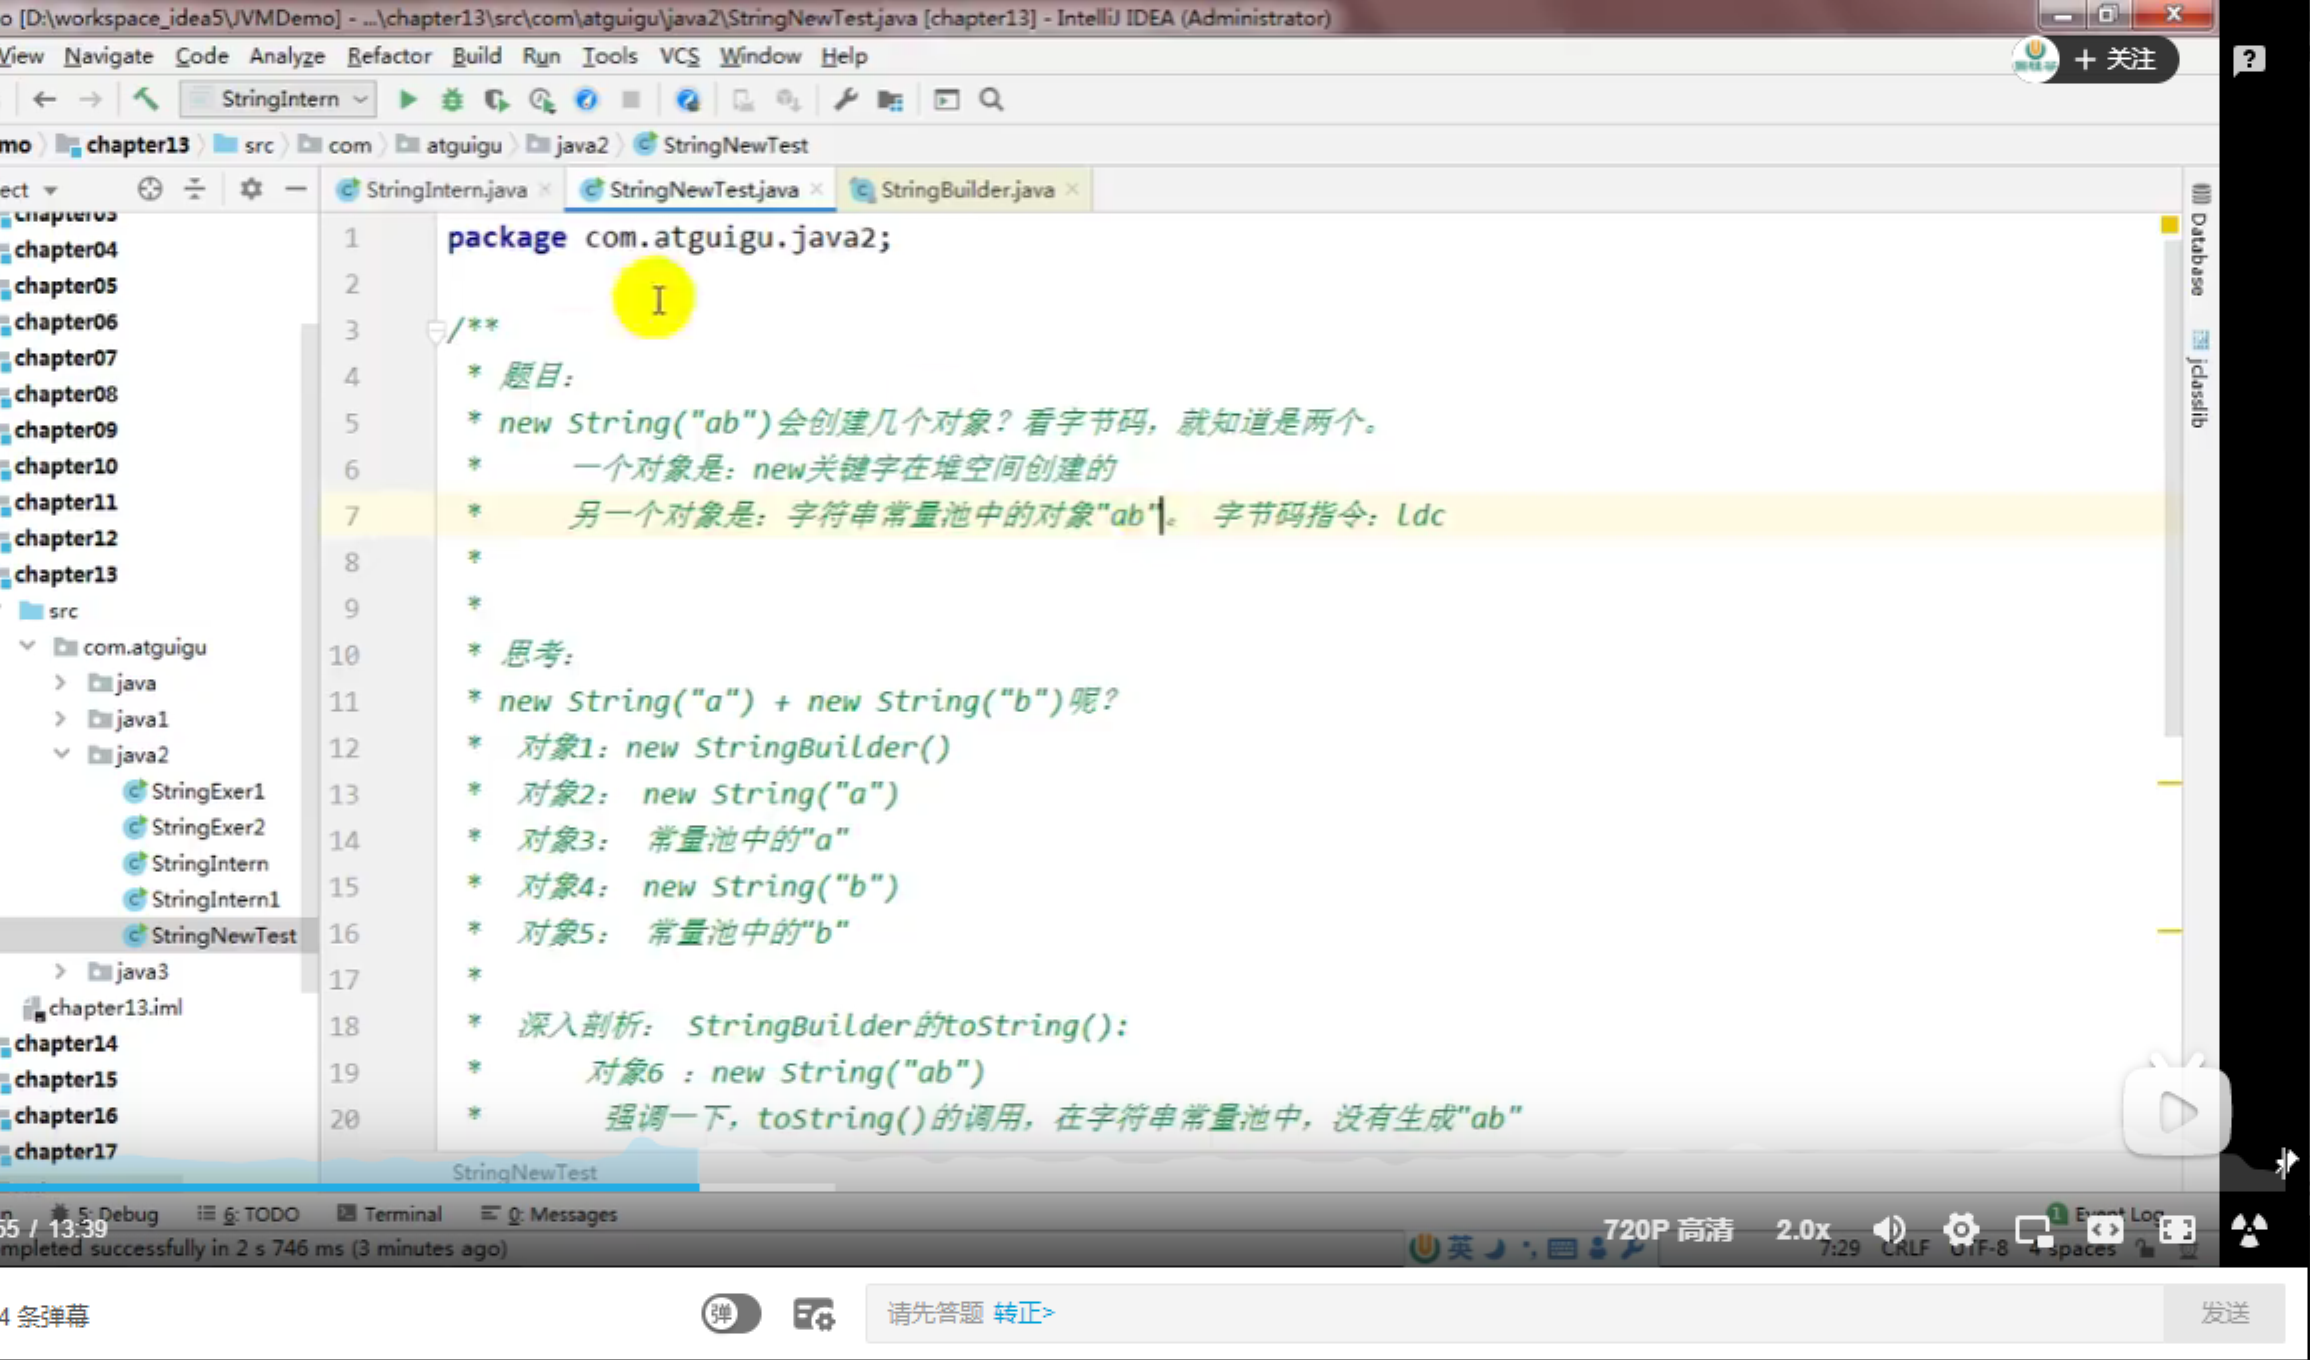 o [D:\workspace_idea5\JVMDemo] - ...\chapter13\src\com\atguigu\java2\StringNewTest.java [chapter13] - IntelliJ IDEA (Administrator)
View Navigate Code Analyze Refactor Build Run Tools VCS Window Help
+ 关注
StringIntern
mo chapter13 src com atguigu java2 StringNewTest
ect
StringIntern.java StringNewTest.java StringBuilder.java
chapter03
chapter04
chapter05
chapter06
chapter07
chapter08
chapter09
chapter10
chapter11
chapter12
chapter13
src
com.atguigu
java
java1
java2
StringExer1
StringExer2
StringIntern
StringIntern1
StringNewTest
java3
chapter13.iml
chapter14
chapter15
chapter16
chapter17
1 package com.atguigu.java2;
2
3 /**
4 * 题目：
5 * new String("ab")会创建几个对象？看字节码，就知道是两个。
6 * 一个对象是：new关键字在堆空间创建的
7 * 另一个对象是：字符串常量池中的对象"ab"。 字节码指令：ldc
8 *
9 *
10 * 思考：
11 * new String("a") + new String("b")呢？
12 * 对象1：new StringBuilder()
13 * 对象2： new String("a")
14 * 对象3： 常量池中的"a"
15 * 对象4： new String("b")
16 * 对象5： 常量池中的"b"
17 *
18 * 深入剖析： StringBuilder的toString():
19 * 对象6 ：new String("ab")
20 * 强调一下，toString()的调用，在字符串常量池中，没有生成"ab"
StringNewTest
Database
jclasslib
5: Debug 6: TODO Terminal 0: Messages
1 Event Log
55 / 13:39
720P 高清 2.0x
mpleted successfully in 2 s 746 ms (3 minutes ago)
英
7:29 CRLF UTF-8 4 spaces
4 条弹幕
弹
请先答题 转正>
发送